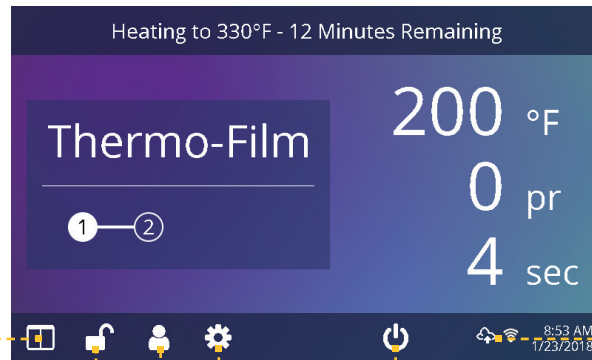 Heating to 330°F - 12 Minutes Remaining
Thermo-Film
1 2
200 °F
0 pr
4 sec
8:53 AM
1/23/2018